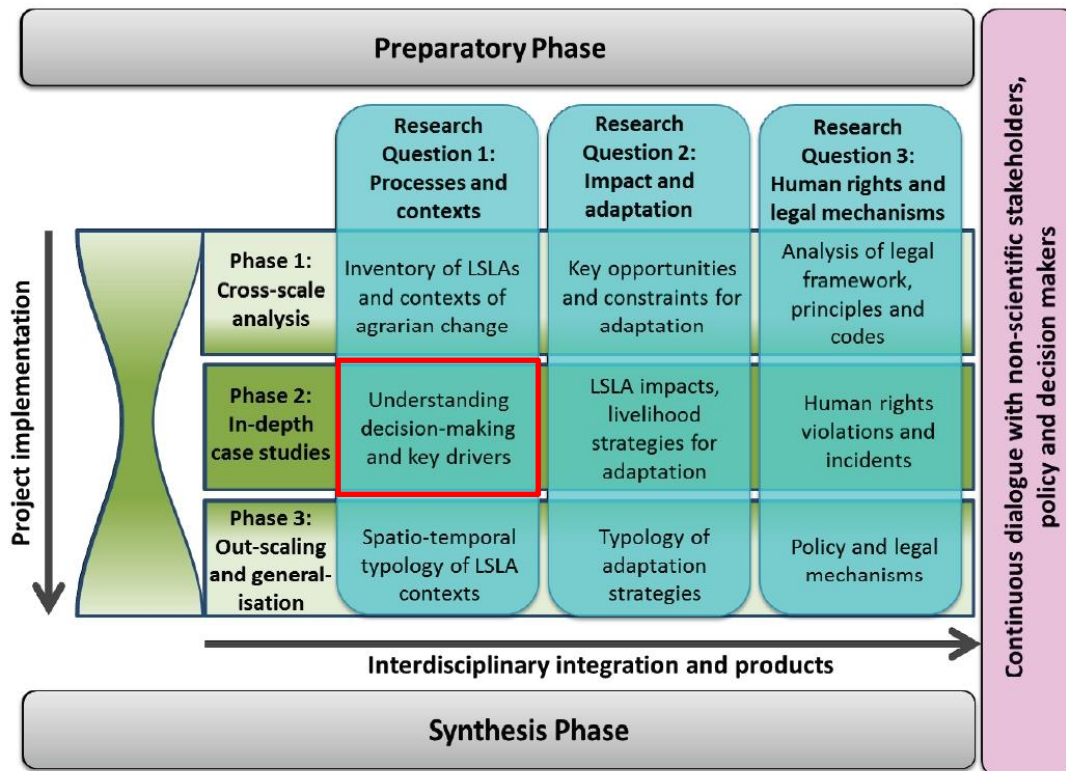 Preparatory Phase
Research
Question 1:
Processes and
contexts
Research
Question 2:
Impact and
adaptation
Research
Question 3:
Human rights and
legal mechanisms
Phase 1:
Cross-scale
analysis
Inventory of LSLAs
and contexts of
agrarian change
Key opportunities
and constraints for
adaptation
Analysis of legal
framework,
principles and
codes
Phase 2:
In-depth
case studies
Understanding
decision-making
and key drivers
LSLA impacts,
livelihood
strategies for
adaptation
Human rights
violations and
incidents
Phase 3:
Out-scaling
and general-
isation
Spatio-temporal
typology of LSLA
contexts
Typology of
adaptation
strategies
Policy and legal
mechanisms
Project implementation
Interdisciplinary integration and products
Synthesis Phase
Continuous dialogue with non-scientific stakeholders,
policy and decision makers